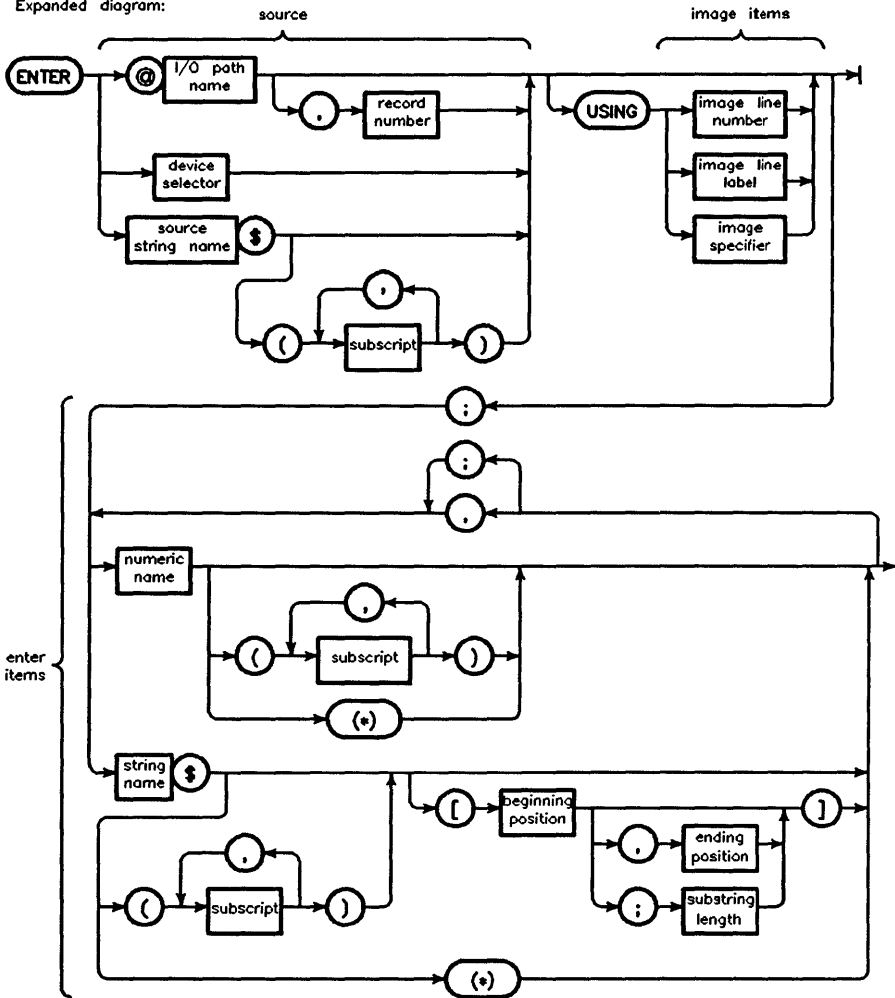 Expanded diagram:
source
image items
ENTER
@
I/O path
name
,
record
number
USING
image line
number
device
selector
image line
label
source
string name
$
image
specifier
,
(
subscript
)
;
;
,
numeric
name
,
(
subscript
)
(*)
enter
items
string
name
$
[
beginning
position
]
,
ending
position
,
(
subscript
)
;
substring
length
(*)